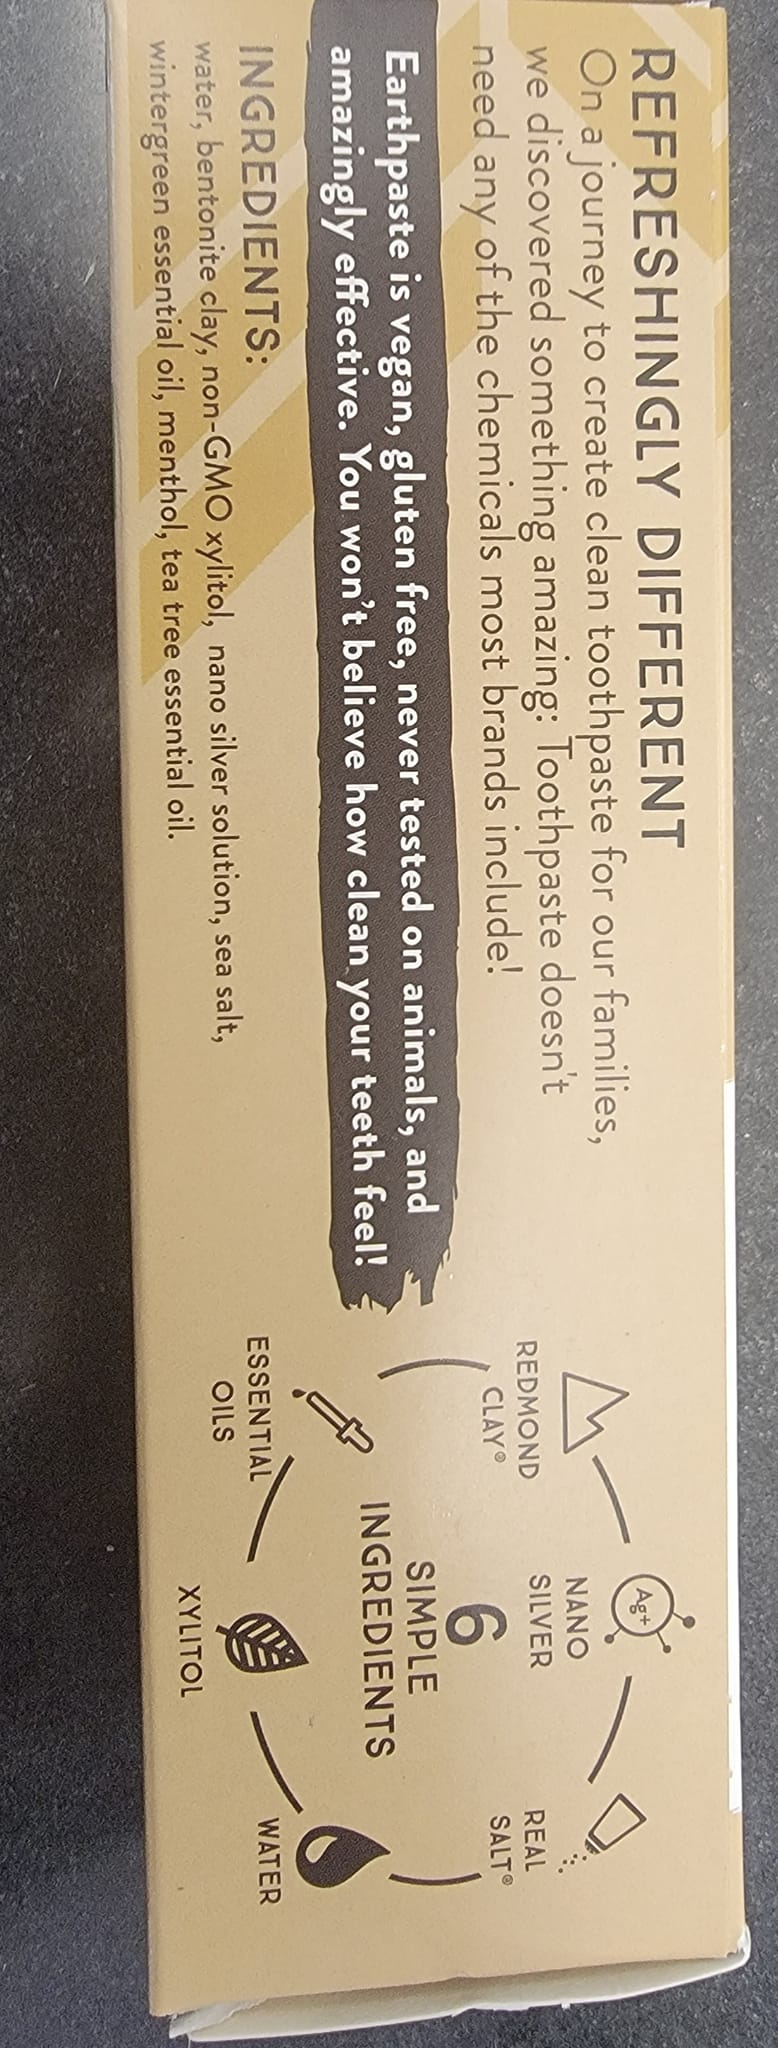 REFRESHINGLY DIFFERENT
On a journey to create clean toothpaste for our families,
we discovered something amazing: Toothpaste doesn't
need any of the chemicals most brands include!
Earthpaste is vegan, gluten free, never tested on animals, and
amazingly effective. You won't believe how clean your teeth feel!
INGREDIENTS:
water, bentonite clay, non-GMO xylitol, nano silver solution, sea salt,
wintergreen essential oil, menthol, tea tree essential oil.
REDMOND
CLAY®
Ag+
NANO
SILVER
REAL
SALT®
6
SIMPLE
INGREDIENTS
ESSENTIAL
OILS
XYLITOL
WATER